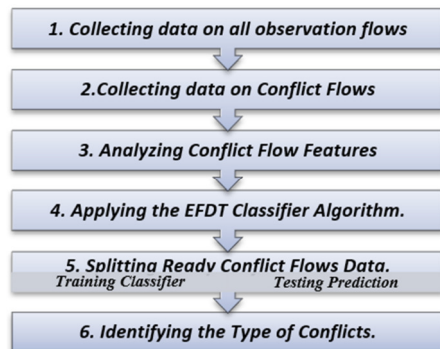 1. Collecting data on all observation flows
2.Collecting data on Conflict Flows
3. Analyzing Conflict Flow Features
4. Applying the EFDT Classifier Algorithm.
5. Splitting Ready Conflict Flows Data.
Training Classifier Testing Prediction
6. Identifying the Type of Conflicts.